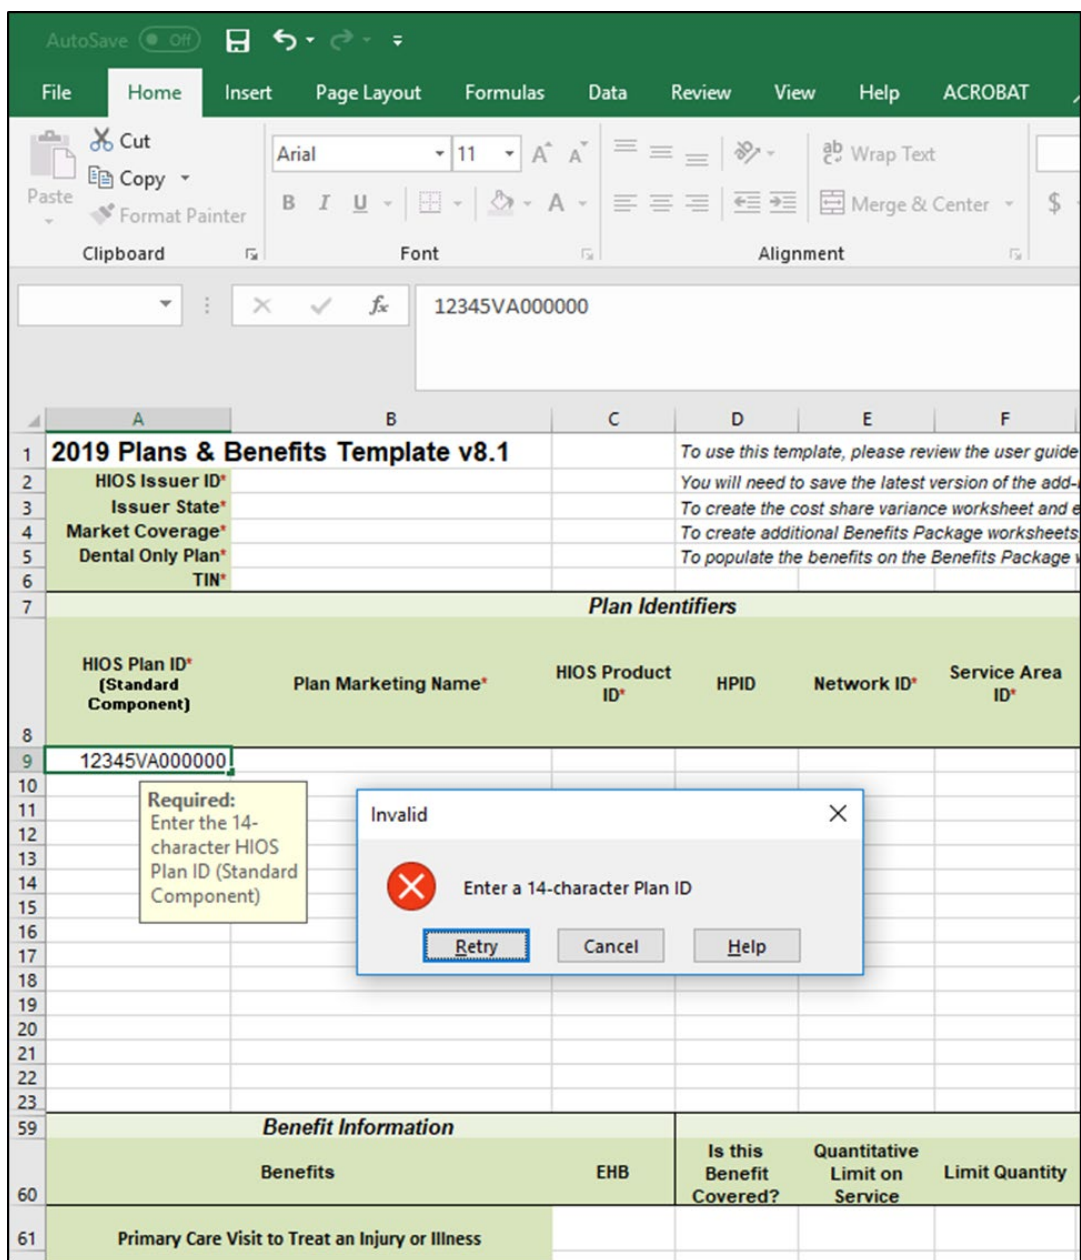 AutoSave Off
File Home Insert Page Layout Formulas Data Review View Help ACROBAT
Cut
Copy
Paste
Format Painter
Clipboard
Arial 11 A A
B I U A
Font
ab Wrap Text
Merge & Center $
Alignment
fx 12345VA000000
A B C D E F
1 2019 Plans & Benefits Template v8.1 To use this template, please review the user guide
2 HIOS Issuer ID* You will need to save the latest version of the add-
3 Issuer State* To create the cost share variance worksheet and e
4 Market Coverage* To create additional Benefits Package worksheets,
5 Dental Only Plan* To populate the benefits on the Benefits Package
6 TIN*
7 Plan Identifiers
8 HIOS Plan ID*
(Standard
Component)
Plan Marketing Name*
HIOS Product
ID*
HPID
Network ID*
Service Area
ID*
9 12345VA000000
10
11
12
13
14
15
16
17
18
19
20
21
22
23
Required:
Enter the 14-
character HIOS
Plan ID (Standard
Component)
Invalid
Enter a 14-character Plan ID
Retry Cancel Help
59 Benefit Information
60 Benefits EHB
Is this
Benefit
Covered?
Quantitative
Limit on
Service
Limit Quantity
61 Primary Care Visit to Treat an Injury or Illness